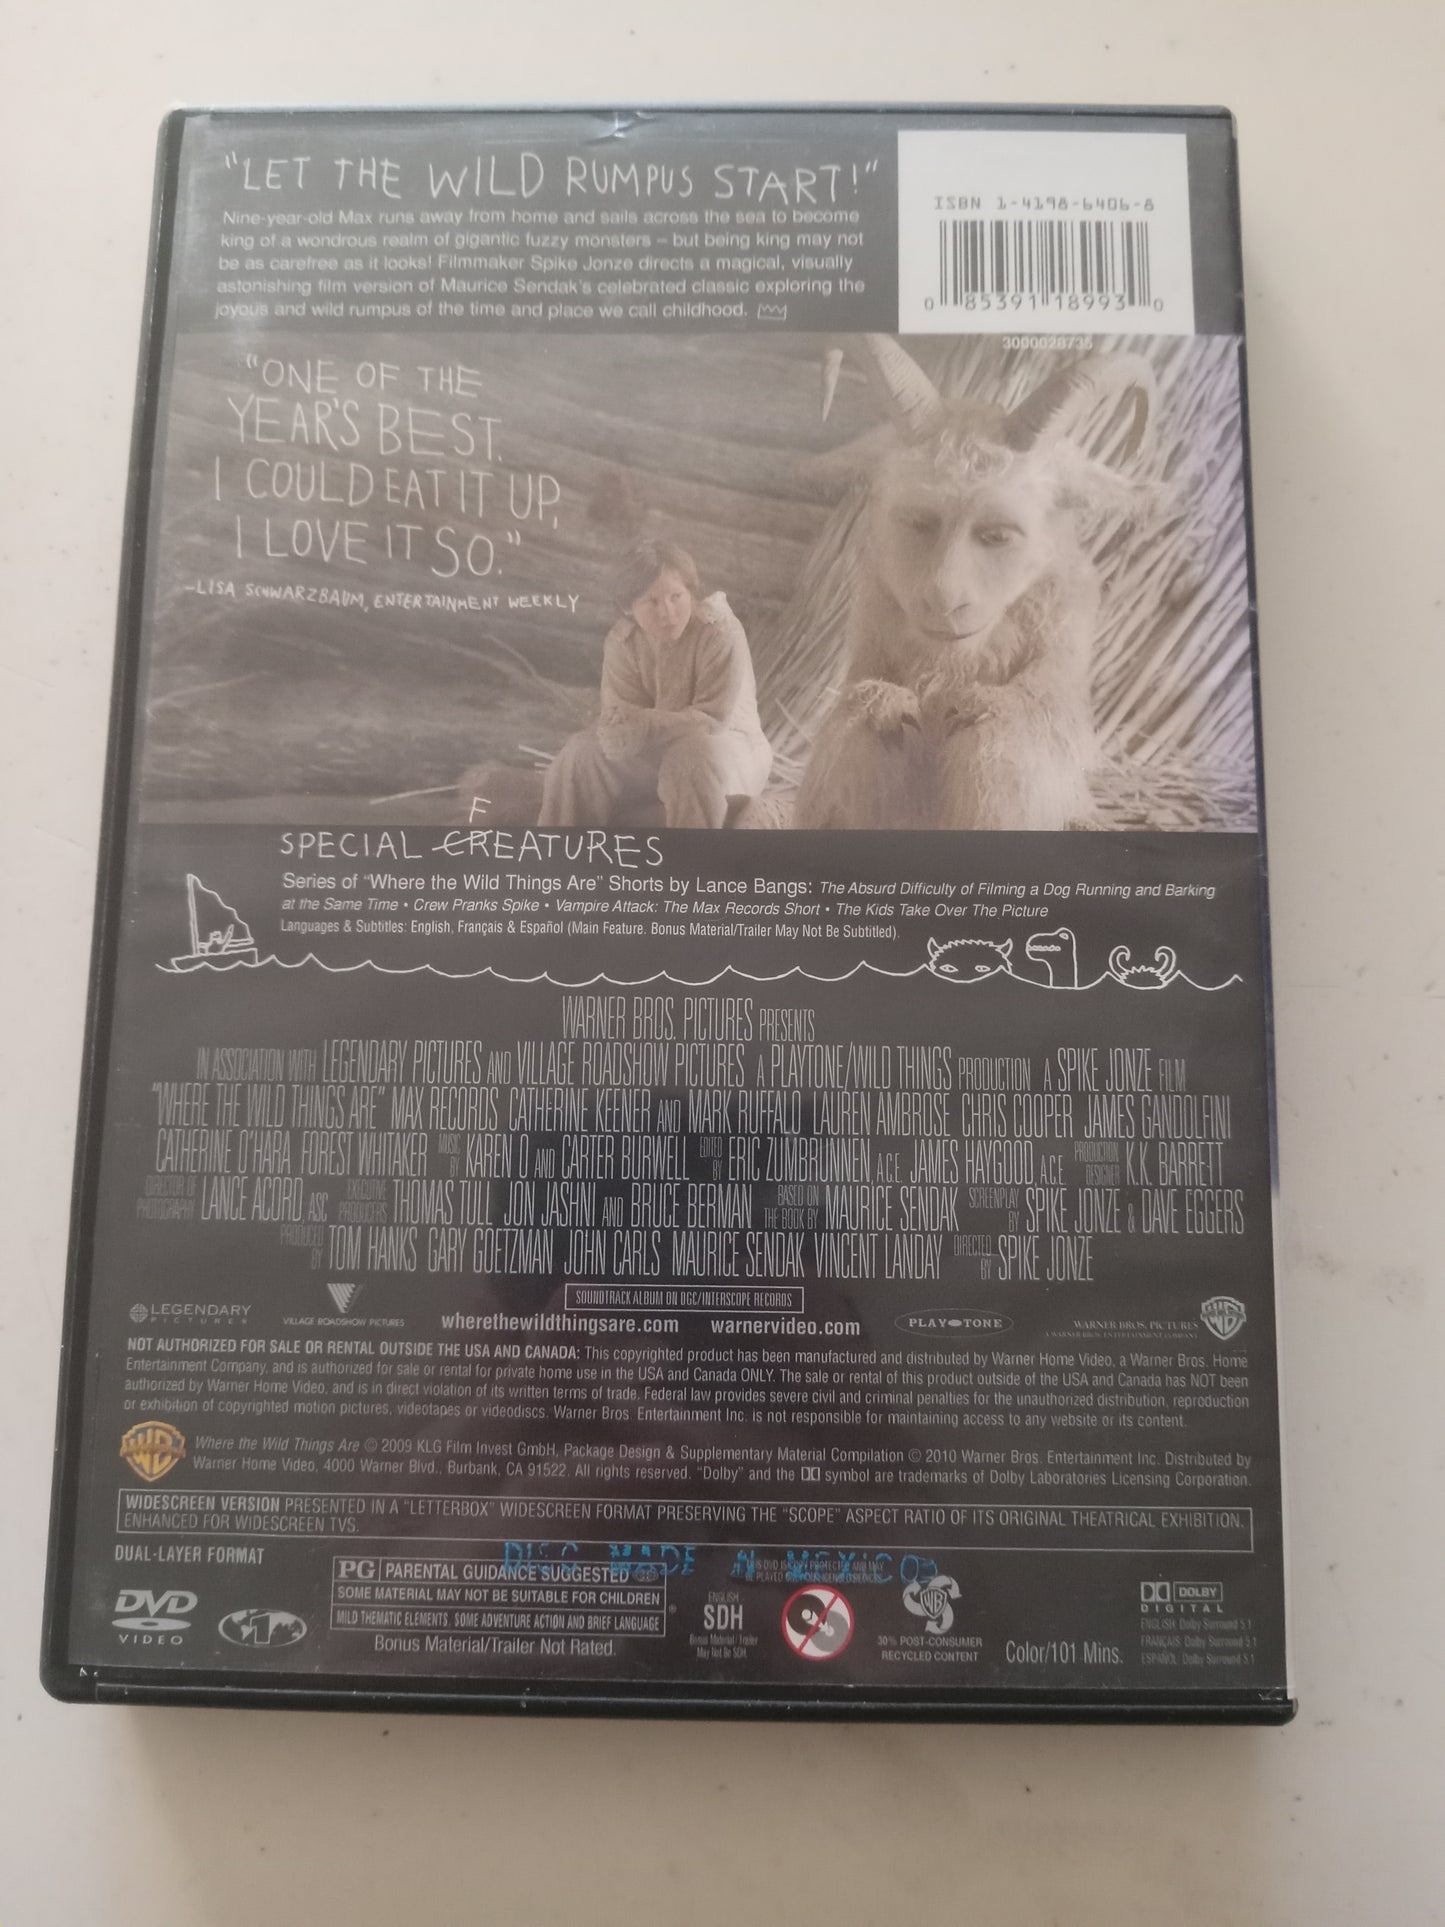 "LET THE WILD RUMPUS START!"
Nine-year-old Max runs away from home and sails across the sea to become
king of a wondrous realm of gigantic fuzzy monsters – but being king may not
be as carefree as it looks! Filmmaker Spike Jonze directs a magical, visually
astonishing film version of Maurice Sendak's celebrated classic exploring the
joyous and wild rumpus of the time and place we call childhood.
ISBN 1-4198-6406-8
0 85391 18993 0
3000028735
"ONE OF THE
YEAR'S BEST.
I COULD EAT IT UP,
I LOVE IT SO."
–LISA SCHWARZBAUM, ENTERTAINMENT WEEKLY
F
SPECIAL CREATURES
Series of "Where the Wild Things Are" Shorts by Lance Bangs: The Absurd Difficulty of Filming a Dog Running and Barking
at the Same Time • Crew Pranks Spike • Vampire Attack: The Max Records Short • The Kids Take Over The Picture
Languages & Subtitles: English, Français & Español (Main Feature. Bonus Material/Trailer May Not Be Subtitled).
WARNER BROS. PICTURES PRESENTS
IN ASSOCIATION WITH LEGENDARY PICTURES AND VILLAGE ROADSHOW PICTURES A PLAYTONE/WILD THINGS PRODUCTION A SPIKE JONZE FILM
"WHERE THE WILD THINGS ARE" MAX RECORDS CATHERINE KEENER AND MARK RUFFALO LAUREN AMBROSE CHRIS COOPER JAMES GANDOLFINI
CATHERINE O'HARA FOREST WHITAKER MUSIC BY KAREN O AND CARTER BURWELL EDITED BY ERIC ZUMBRUNNEN, A.C.E. JAMES HAYGOOD, A.C.E. PRODUCTION DESIGNER K.K. BARRETT
DIRECTOR OF PHOTOGRAPHY LANCE ACORD, ASC EXECUTIVE PRODUCERS THOMAS TULL JON JASHNI AND BRUCE BERMAN BASED ON THE BOOK BY MAURICE SENDAK SCREENPLAY BY SPIKE JONZE & DAVE EGGERS
PRODUCED BY TOM HANKS GARY GOETZMAN JOHN CARLS MAURICE SENDAK VINCENT LANDAY DIRECTED BY SPIKE JONZE
SOUNDTRACK ALBUM ON DGC/INTERSCOPE RECORDS
LEGENDARY
PICTURES
VILLAGE ROADSHOW PICTURES
wherethewildthingsare.com warnervideo.com
PLAYTONE
WARNER BROS. PICTURES
A WARNER BROS. ENTERTAINMENT COMPANY
NOT AUTHORIZED FOR SALE OR RENTAL OUTSIDE THE USA AND CANADA: This copyrighted product has been manufactured and distributed by Warner Home Video, a Warner Bros. Home
Entertainment Company, and is authorized for sale or rental for private home use in the USA and Canada ONLY. The sale or rental of this product outside of the USA and Canada has NOT been
authorized by Warner Home Video, and is in direct violation of its written terms of trade. Federal law provides severe civil and criminal penalties for the unauthorized distribution, reproduction
or exhibition of copyrighted motion pictures, videotapes or videodiscs. Warner Bros. Entertainment Inc. is not responsible for maintaining access to any website or its content.
Where the Wild Things Are © 2009 KLG Film Invest GmbH, Package Design & Supplementary Material Compilation © 2010 Warner Bros. Entertainment Inc. Distributed by
Warner Home Video, 4000 Warner Blvd., Burbank, CA 91522. All rights reserved. "Dolby" and the DD symbol are trademarks of Dolby Laboratories Licensing Corporation.
WIDESCREEN VERSION PRESENTED IN A "LETTERBOX" WIDESCREEN FORMAT PRESERVING THE "SCOPE" ASPECT RATIO OF ITS ORIGINAL THEATRICAL EXHIBITION.
ENHANCED FOR WIDESCREEN TVS.
DUAL-LAYER FORMAT
DVD
VIDEO
1
DISC MADE IN MEXICO
PG PARENTAL GUIDANCE SUGGESTED
SOME MATERIAL MAY NOT BE SUITABLE FOR CHILDREN
MILD THEMATIC ELEMENTS, SOME ADVENTURE ACTION AND BRIEF LANGUAGE
Bonus Material/Trailer Not Rated.
ENGLISH
SDH
Bonus Material/Trailer
May Not Be SDH.
30% POST-CONSUMER
RECYCLED CONTENT
Color/101 Mins.
DOLBY
DIGITAL
ENGLISH: Dolby Surround 5.1
FRANÇAIS: Dolby Surround 5.1
ESPAÑOL: Dolby Surround 5.1